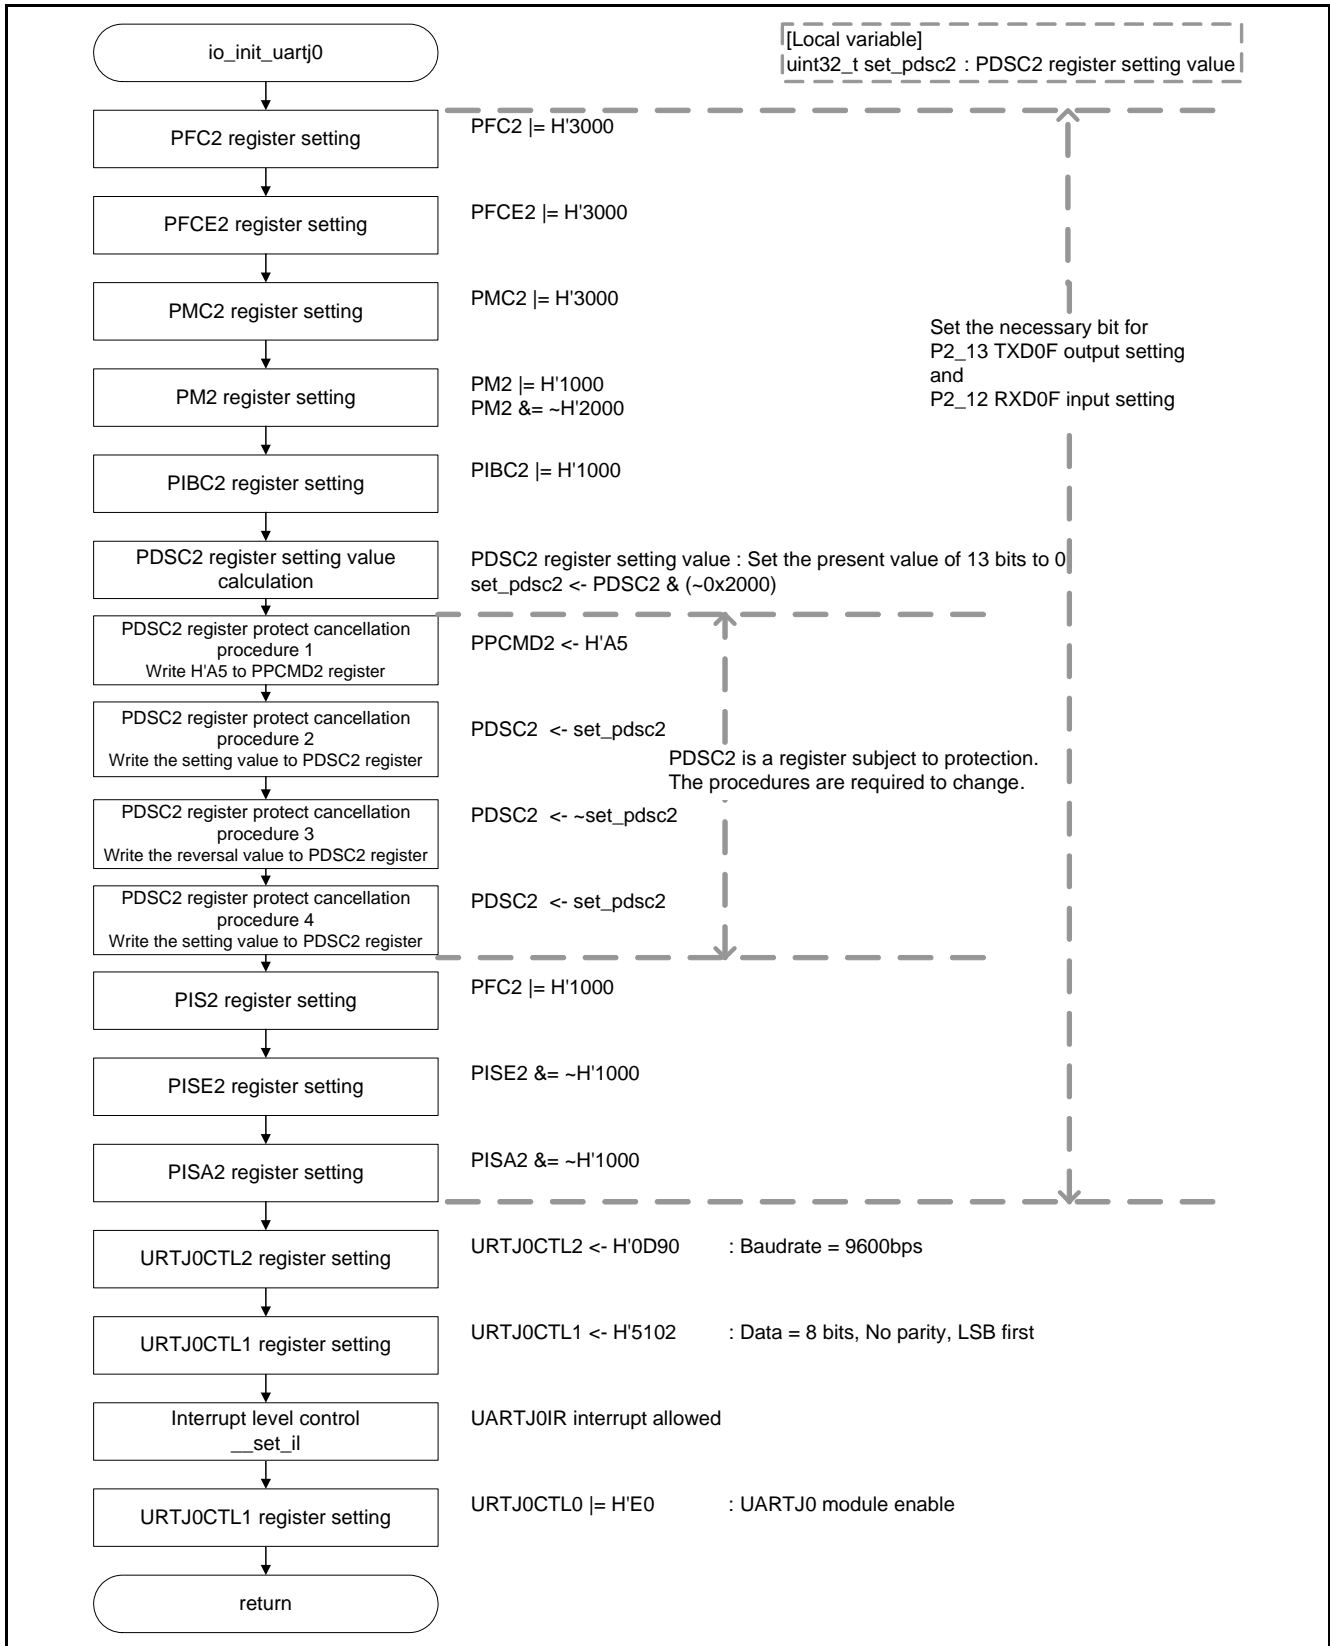 io_init_uartj0
[Local variable]
uint32_t set_pdsc2 : PDSC2 register setting value
PFC2 register setting
PFC2 |= H'3000
PFCE2 register setting
PFCE2 |= H'3000
PMC2 register setting
PMC2 |= H'3000
Set the necessary bit for
P2_13 TXD0F output setting
and
P2_12 RXD0F input setting
PM2 register setting
PM2 |= H'1000
PM2 &= ~H'2000
PIBC2 register setting
PIBC2 |= H'1000
PDSC2 register setting value
calculation
PDSC2 register setting value : Set the present value of 13 bits to 0
set_pdsc2 <- PDSC2 & (~0x2000)
PDSC2 register protect cancellation
procedure 1
Write H'A5 to PPCMD2 register
PPCMD2 <- H'A5
PDSC2 register protect cancellation
procedure 2
Write the setting value to PDSC2 register
PDSC2 <- set_pdsc2
PDSC2 is a register subject to protection.
The procedures are required to change.
PDSC2 register protect cancellation
procedure 3
Write the reversal value to PDSC2 register
PDSC2 <- ~set_pdsc2
PDSC2 register protect cancellation
procedure 4
Write the setting value to PDSC2 register
PDSC2 <- set_pdsc2
PIS2 register setting
PFC2 |= H'1000
PISE2 register setting
PISE2 &= ~H'1000
PISA2 register setting
PISA2 &= ~H'1000
URTJ0CTL2 register setting
URTJ0CTL2 <- H'0D90 : Baudrate = 9600bps
URTJ0CTL1 register setting
URTJ0CTL1 <- H'5102 : Data = 8 bits, No parity, LSB first
Interrupt level control
__set_il
UARTJ0IR interrupt allowed
URTJ0CTL1 register setting
URTJ0CTL0 |= H'E0 : UARTJ0 module enable
return